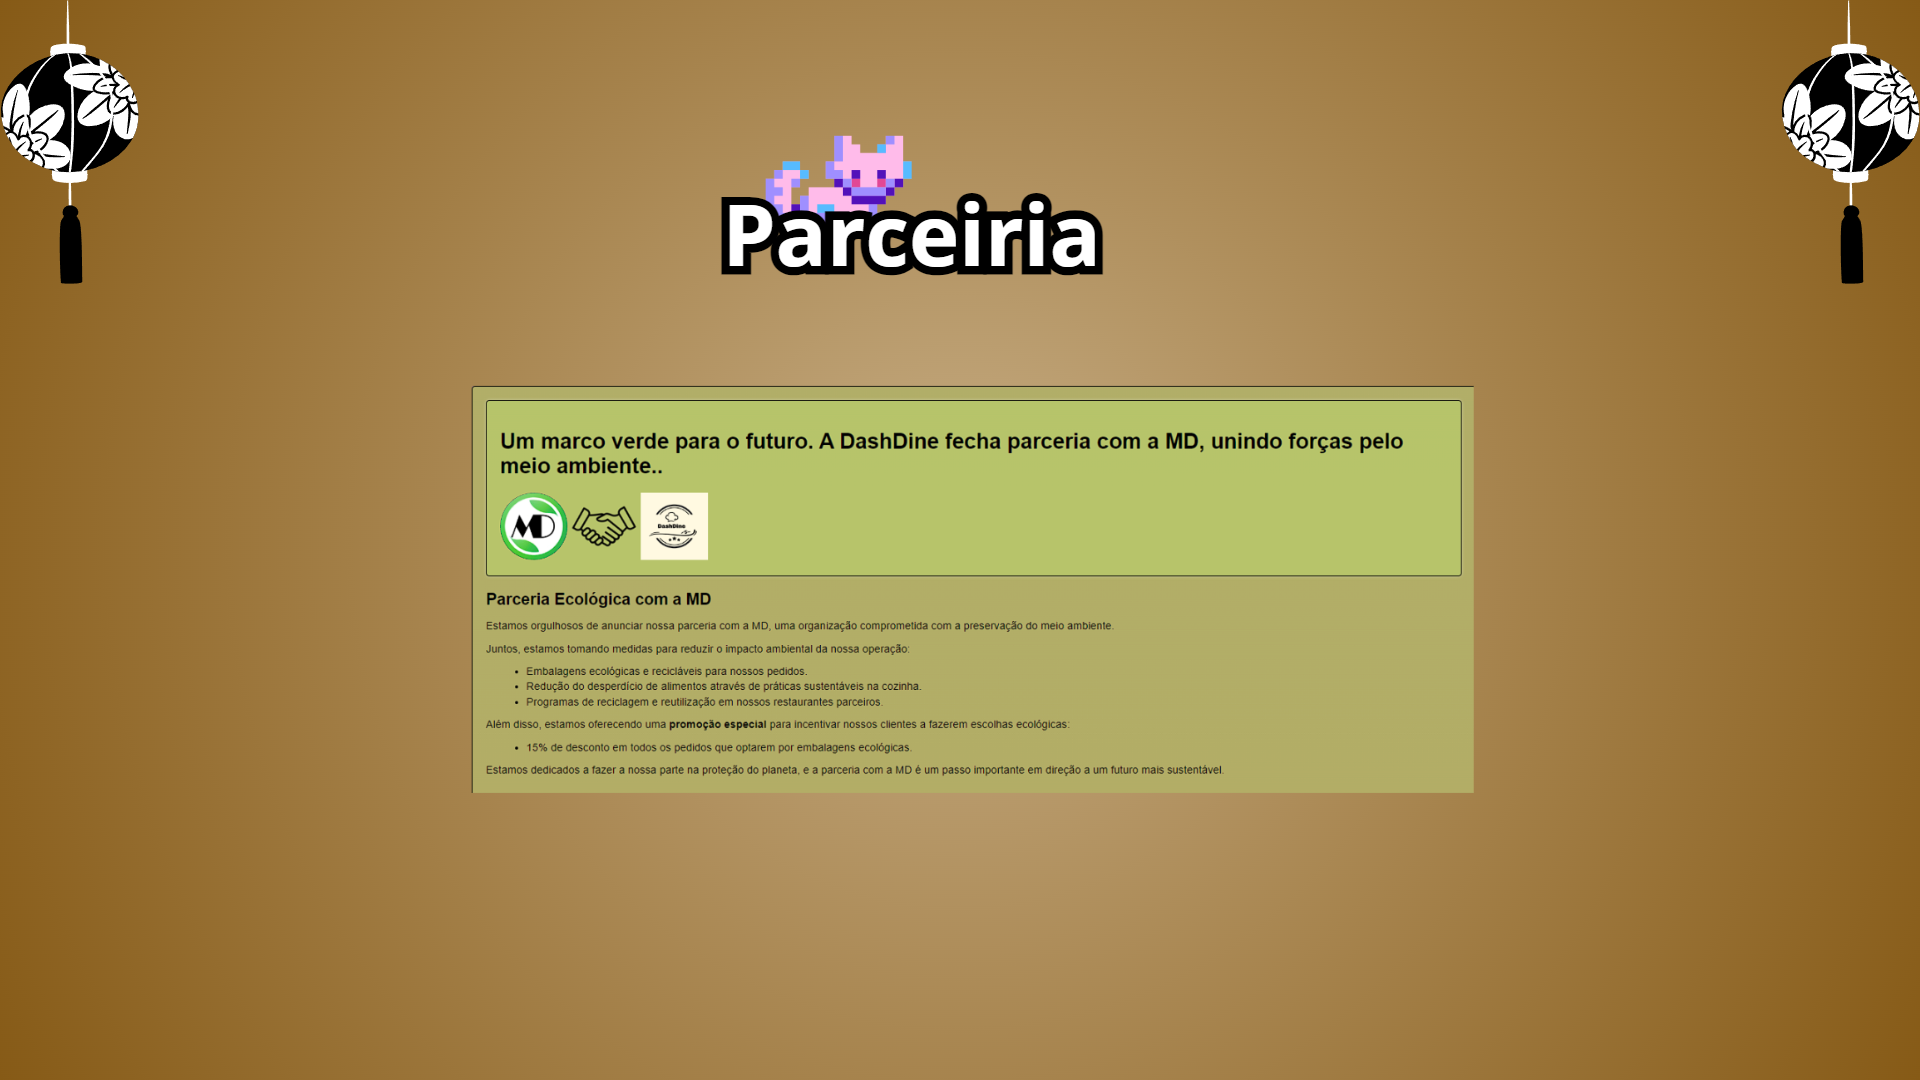 Parceiria
Um marco verde para o futuro. A DashDine fecha parceria com a MD, unindo forças pelo
meio ambiente..
MD
DashDine
Parceria Ecológica com a MD
Estamos orgulhosos de anunciar nossa parceria com a MD, uma organização comprometida com a preservação do meio ambiente.
Juntos, estamos tomando medidas para reduzir o impacto ambiental da nossa operação:
• Embalagens ecológicas e recicláveis para nossos pedidos.
• Redução do desperdício de alimentos através de práticas sustentáveis na cozinha.
• Programas de reciclagem e reutilização em nossos restaurantes parceiros.
Além disso, estamos oferecendo uma promoção especial para incentivar nossos clientes a fazerem escolhas ecológicas:
• 15% de desconto em todos os pedidos que optarem por embalagens ecológicas.
Estamos dedicados a fazer a nossa parte na proteção do planeta, e a parceria com a MD é um passo importante em direção a um futuro mais sustentável.